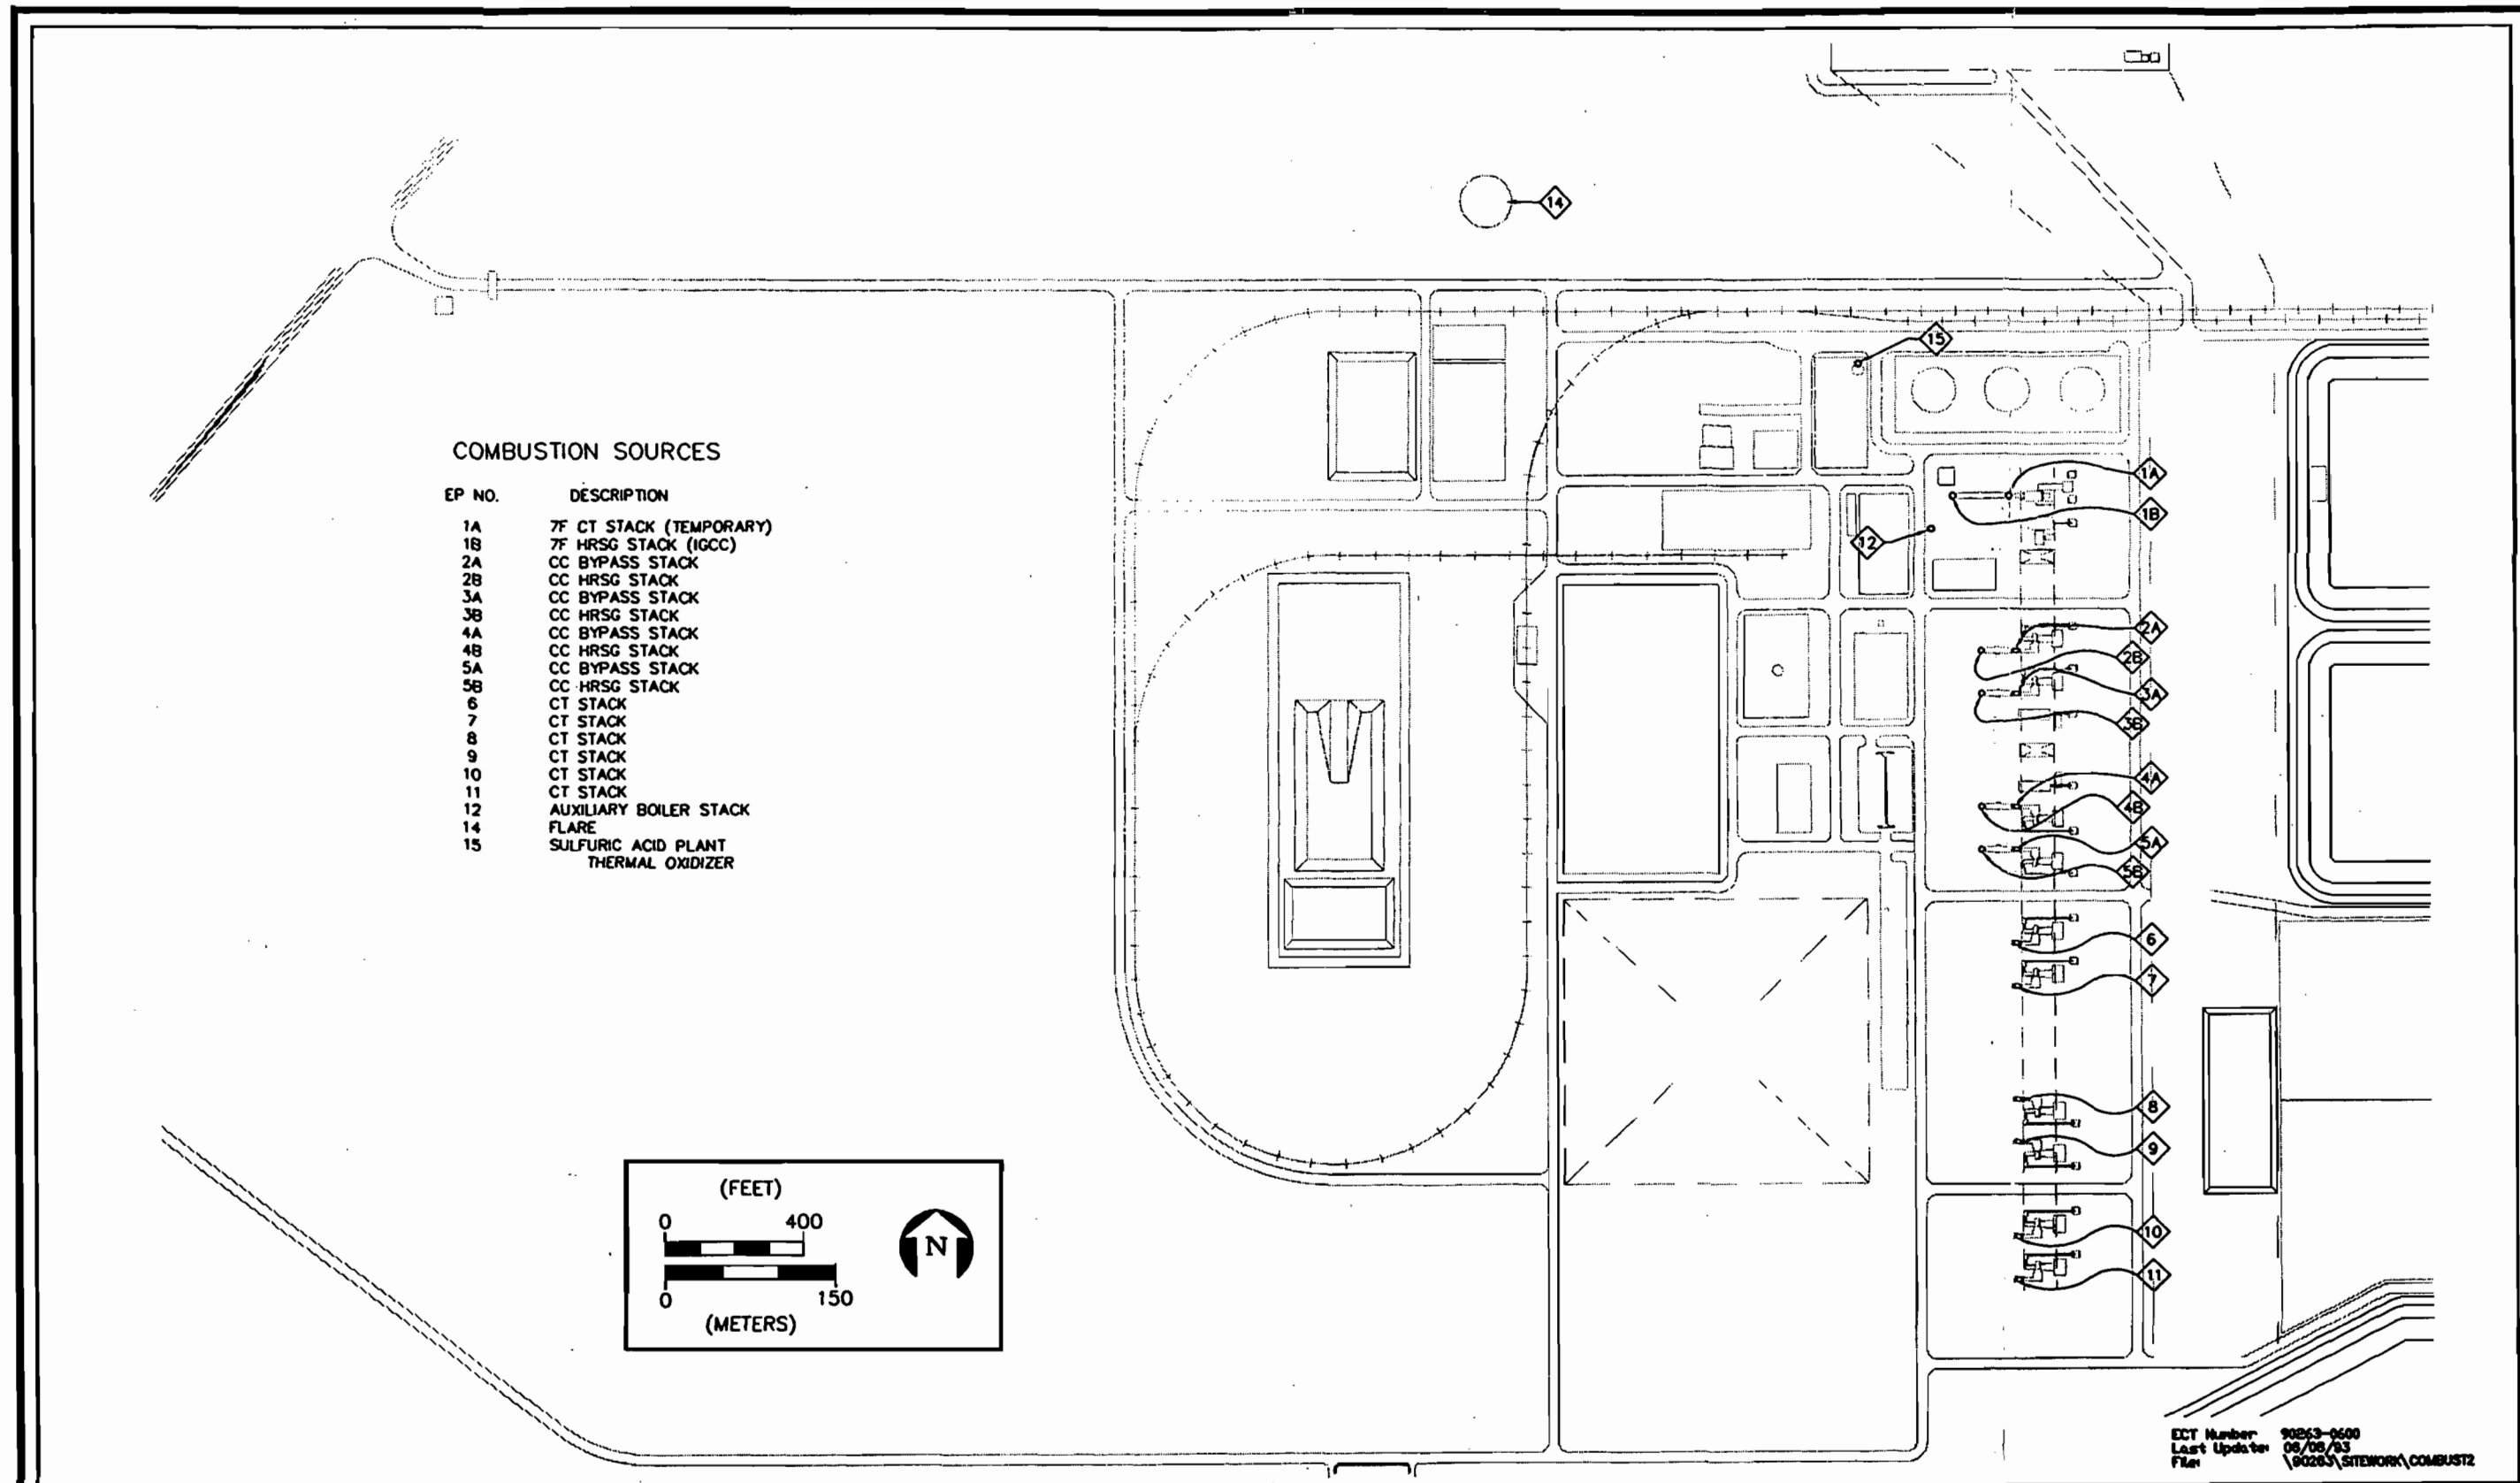 COMBUSTION SOURCES
EP NO. DESCRIPTION
1A 7F CT STACK (TEMPORARY)
1B 7F HRSG STACK (IGCC)
2A CC BYPASS STACK
2B CC HRSG STACK
3A CC BYPASS STACK
3B CC HRSG STACK
4A CC BYPASS STACK
4B CC HRSG STACK
5A CC BYPASS STACK
5B CC HRSG STACK
6 CT STACK
7 CT STACK
8 CT STACK
9 CT STACK
10 CT STACK
11 CT STACK
12 AUXILIARY BOILER STACK
14 FLARE
15 SULFURIC ACID PLANT
THERMAL OXIDIZER
14
15
1A
1B
12
2A
2B
3A
3B
4A
4B
5A
5B
6
7
8
9
10
11
(FEET)
0 400
N
0 150
(METERS)
ECT Number 90263-0600
Last Update: 08/06/93
File: \90263\SITEWORK\COMBUST2